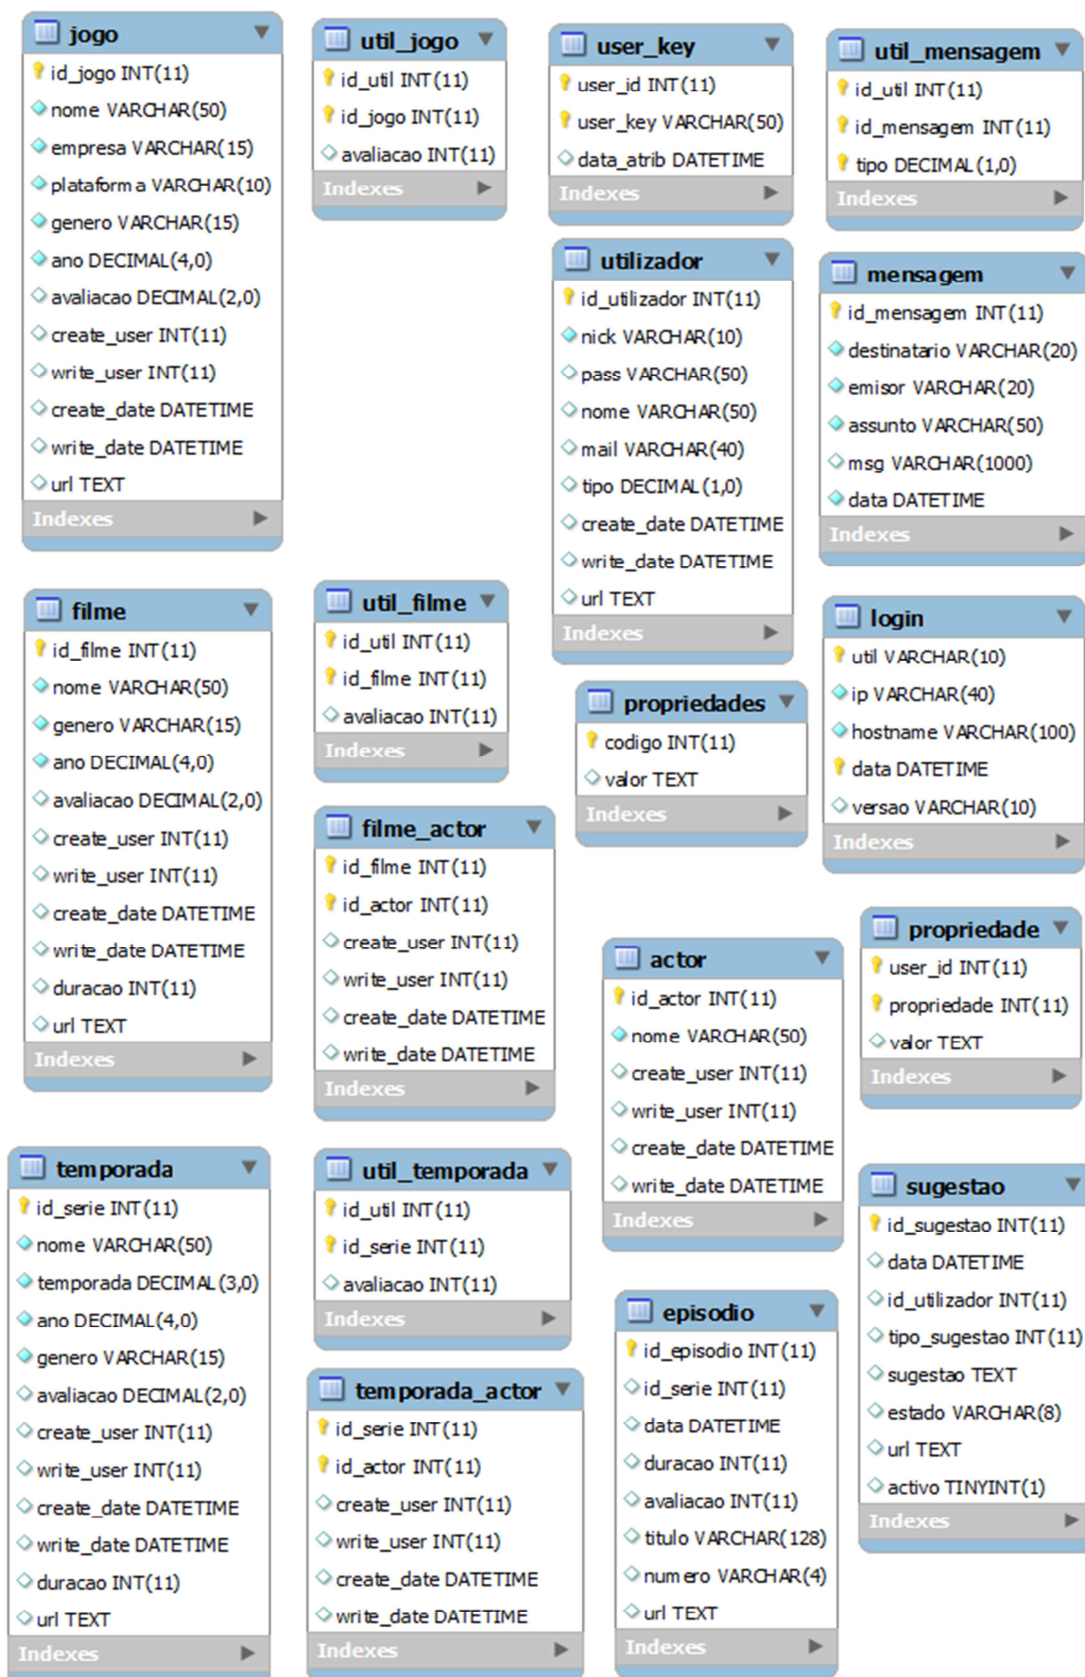 jogo
id_jogo INT(11)
nome VARCHAR(50)
empresa VARCHAR(15)
plataforma VARCHAR(10)
genero VARCHAR(15)
ano DECIMAL(4,0)
avaliacao DECIMAL(2,0)
create_user INT(11)
write_user INT(11)
create_date DATETIME
write_date DATETIME
url TEXT
Indexes
util_jogo
id_util INT(11)
id_jogo INT(11)
avaliacao INT(11)
Indexes
user_key
user_id INT(11)
user_key VARCHAR(50)
data_atrib DATETIME
Indexes
util_mensagem
id_util INT(11)
id_mensagem INT(11)
tipo DECIMAL(1,0)
Indexes
utilizador
id_utilizador INT(11)
nick VARCHAR(10)
pass VARCHAR(50)
nome VARCHAR(50)
mail VARCHAR(40)
tipo DECIMAL(1,0)
create_date DATETIME
write_date DATETIME
url TEXT
Indexes
mensagem
id_mensagem INT(11)
destinatario VARCHAR(20)
emisor VARCHAR(20)
assunto VARCHAR(50)
msg VARCHAR(1000)
data DATETIME
Indexes
filme
id_filme INT(11)
nome VARCHAR(50)
genero VARCHAR(15)
ano DECIMAL(4,0)
avaliacao DECIMAL(2,0)
create_user INT(11)
write_user INT(11)
create_date DATETIME
write_date DATETIME
duracao INT(11)
url TEXT
Indexes
util_filme
id_util INT(11)
id_filme INT(11)
avaliacao INT(11)
Indexes
propriedades
codigo INT(11)
valor TEXT
Indexes
login
util VARCHAR(10)
ip VARCHAR(40)
hostname VARCHAR(100)
data DATETIME
versao VARCHAR(10)
Indexes
filme_actor
id_filme INT(11)
id_actor INT(11)
create_user INT(11)
write_user INT(11)
create_date DATETIME
write_date DATETIME
Indexes
actor
id_actor INT(11)
nome VARCHAR(50)
create_user INT(11)
write_user INT(11)
create_date DATETIME
write_date DATETIME
Indexes
propriedade
user_id INT(11)
propriedade INT(11)
valor TEXT
Indexes
temporada
id_serie INT(11)
nome VARCHAR(50)
temporada DECIMAL(3,0)
ano DECIMAL(4,0)
genero VARCHAR(15)
avaliacao DECIMAL(2,0)
create_user INT(11)
write_user INT(11)
create_date DATETIME
write_date DATETIME
duracao INT(11)
url TEXT
Indexes
util_temporada
id_util INT(11)
id_serie INT(11)
avaliacao INT(11)
Indexes
temporada_actor
id_serie INT(11)
id_actor INT(11)
create_user INT(11)
write_user INT(11)
create_date DATETIME
write_date DATETIME
Indexes
episodio
id_episodio INT(11)
id_serie INT(11)
data DATETIME
duracao INT(11)
avaliacao INT(11)
titulo VARCHAR(128)
numero VARCHAR(4)
url TEXT
Indexes
sugestao
id_sugestao INT(11)
data DATETIME
id_utilizador INT(11)
tipo_sugestao INT(11)
sugestao TEXT
estado VARCHAR(8)
url TEXT
activo TINYINT(1)
Indexes